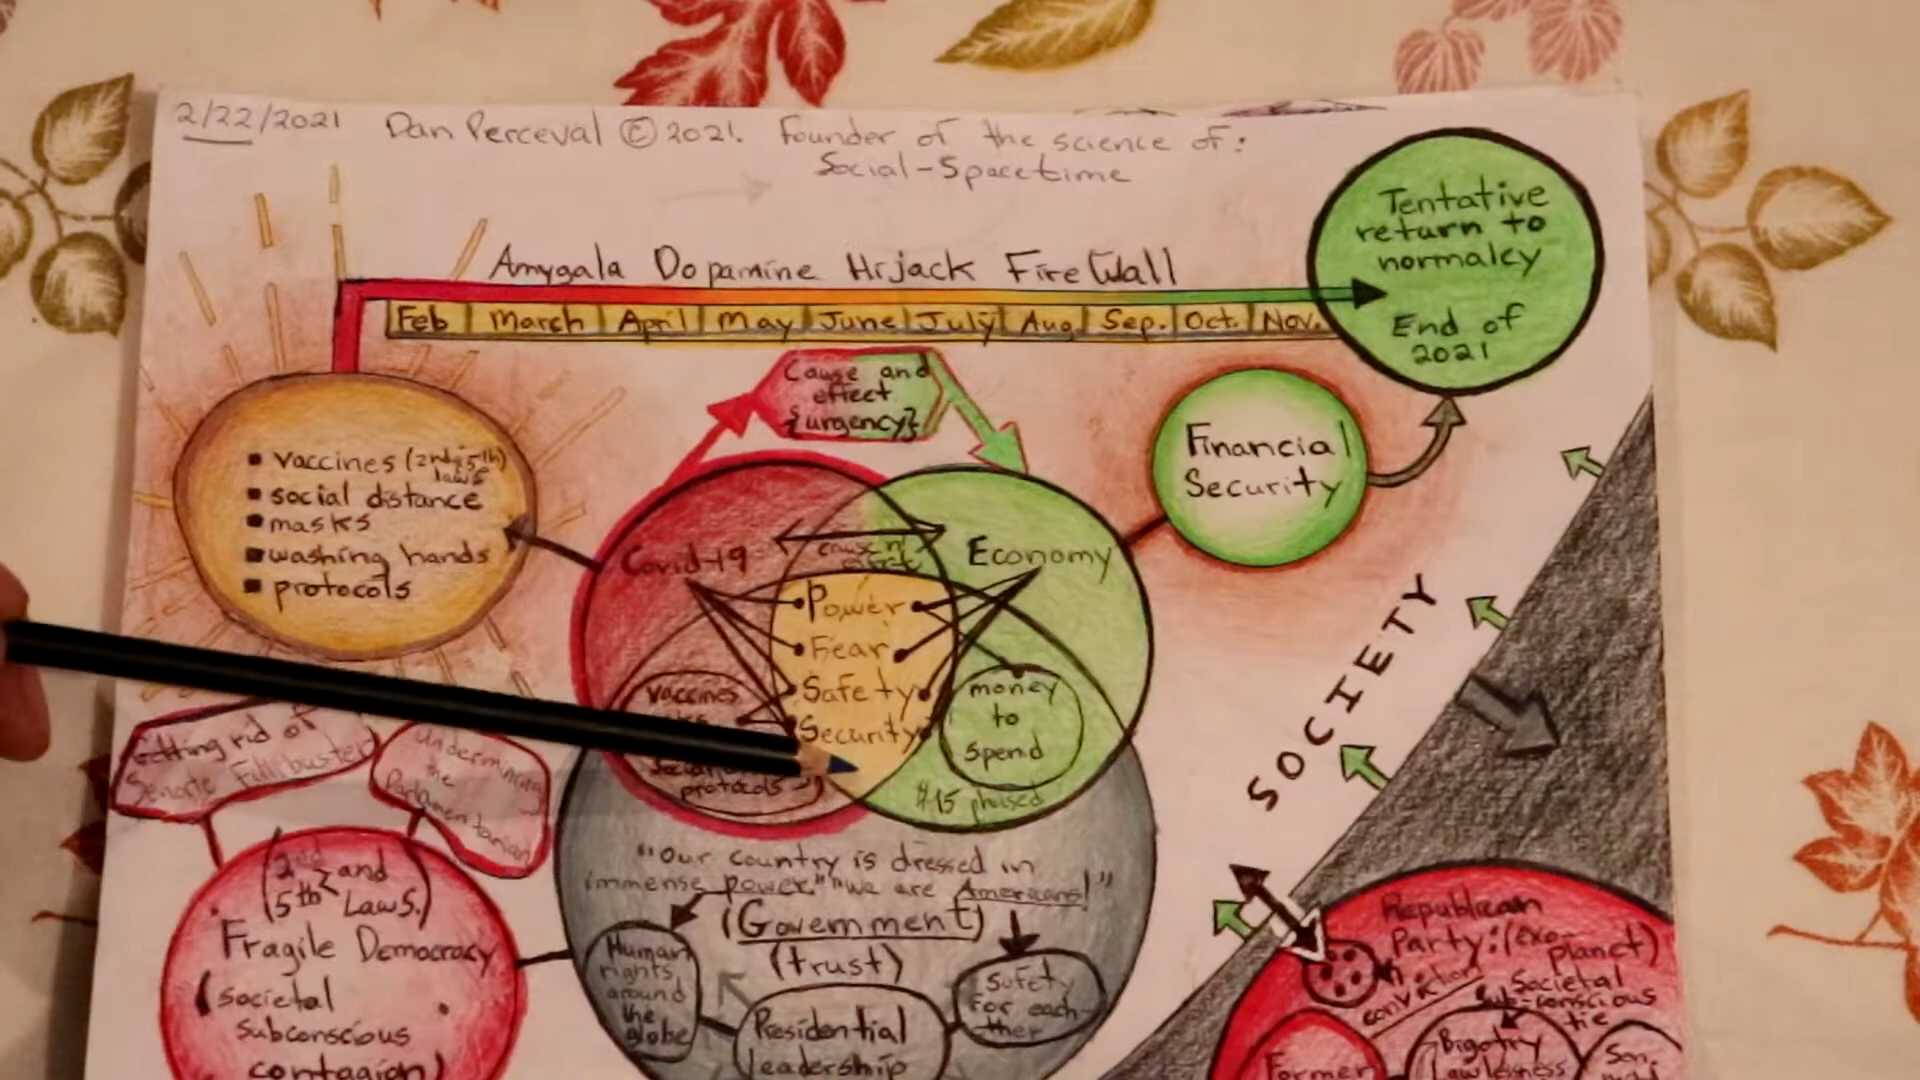 2/22/2021 Dan Perceval © 2021. Founder of the science of:
Social-Spacetime
Amygala Dopamine Hijack FireWall
Feb March April May June July Aug. Sep. Oct. Nov.
Tentative
return to
normalcy
End of
2021
Cause and
effect
{urgency}
Financial
Security
▪ vaccines (2nd, 5th)
laws
▪ social distance
▪ masks
▪ washing hands
▪ protocols
Covid-19
Economy
Power
Fear
Safety
Security
vaccines
protocols
money
to
spend
$15 phased
SOCIETY
Getting rid of
Senate Fillibuster
Undermining
the
Parlamentarian
(2nd and
5th Laws.)
Fragile Democracy
(societal
subconscious
contagion)
"Our country is dressed in
immense power." "we are Americans!"
(Government)
(trust)
Human
rights
around
the
globe
Presidential
leadership
Safety
For each-
ther
Republican
Party: (exo-
planet)
conviction
Societal
Sub-conscious
tie
Former
Bigotry
Lawlessness